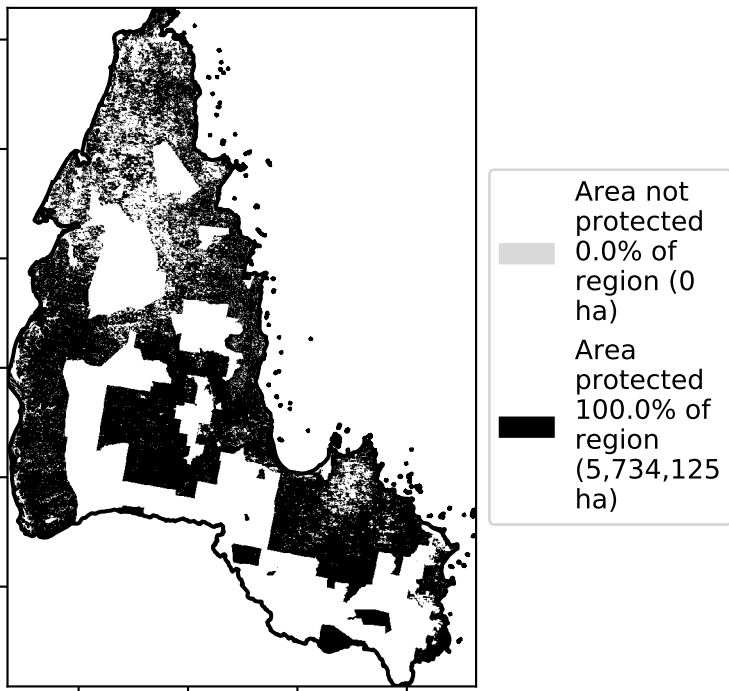 Area not
protected
0.0% of
region (0
ha)
Area
protected
100.0% of
region
(5,734,125
ha)